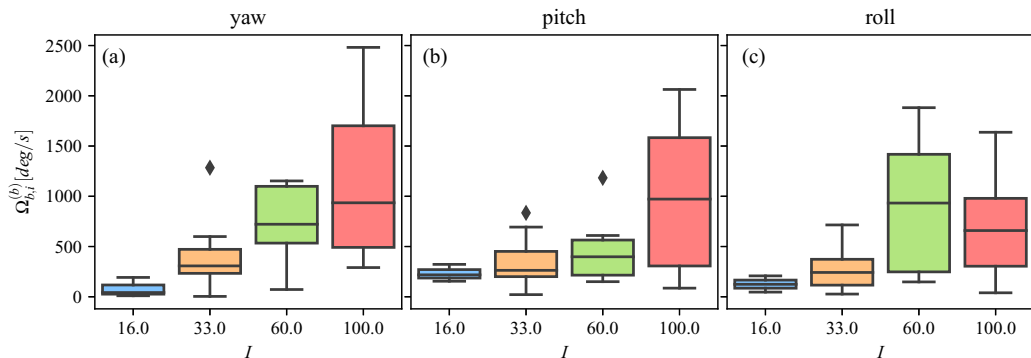 yaw pitch roll
(a) (b) (c)
2500
2000
1500
1000
500
0
Ω_{b,i}^{(b)} [deg/s]
16.0 33.0 60.0 100.0 16.0 33.0 60.0 100.0 16.0 33.0 60.0 100.0
I I I